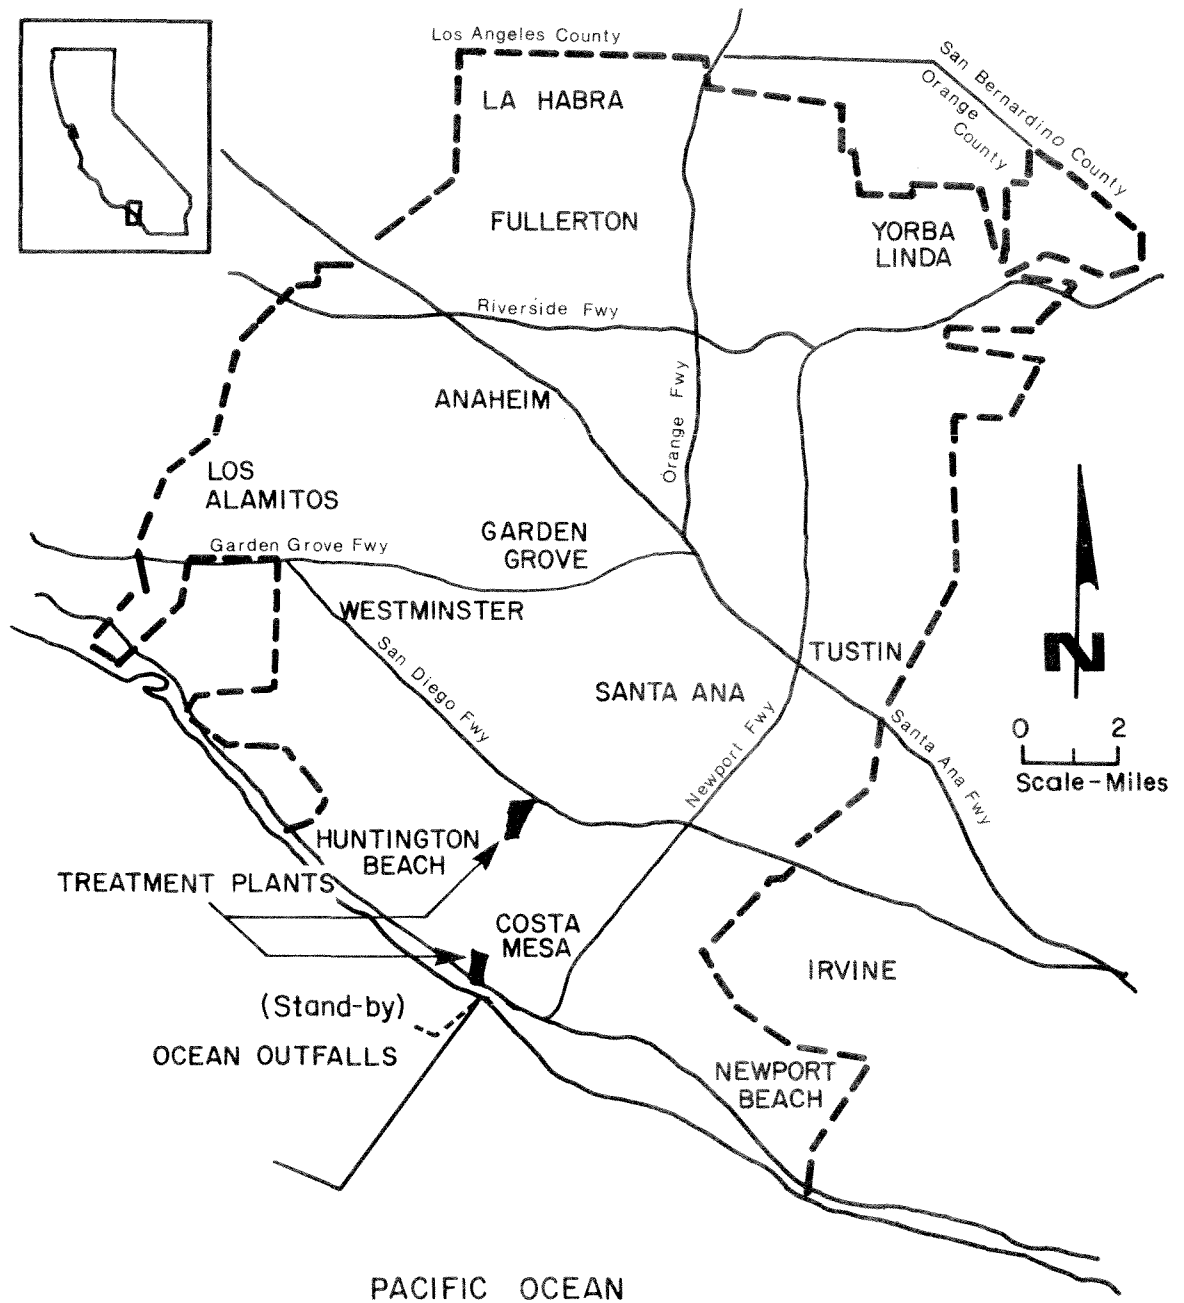 Los Angeles County
San Bernardino County
Orange County
LA HABRA
FULLERTON
YORBA
LINDA
Riverside Fwy
Orange Fwy
ANAHEIM
LOS
ALAMITOS
GARDEN
GROVE
Garden Grove Fwy
WESTMINSTER
San Diego Fwy
TUSTIN
SANTA ANA
Newport Fwy
Santa Ana Fwy
N
0 2
Scale-Miles
HUNTINGTON
BEACH
TREATMENT PLANTS
COSTA
MESA
IRVINE
(Stand-by)
OCEAN OUTFALLS
NEWPORT
BEACH
PACIFIC OCEAN